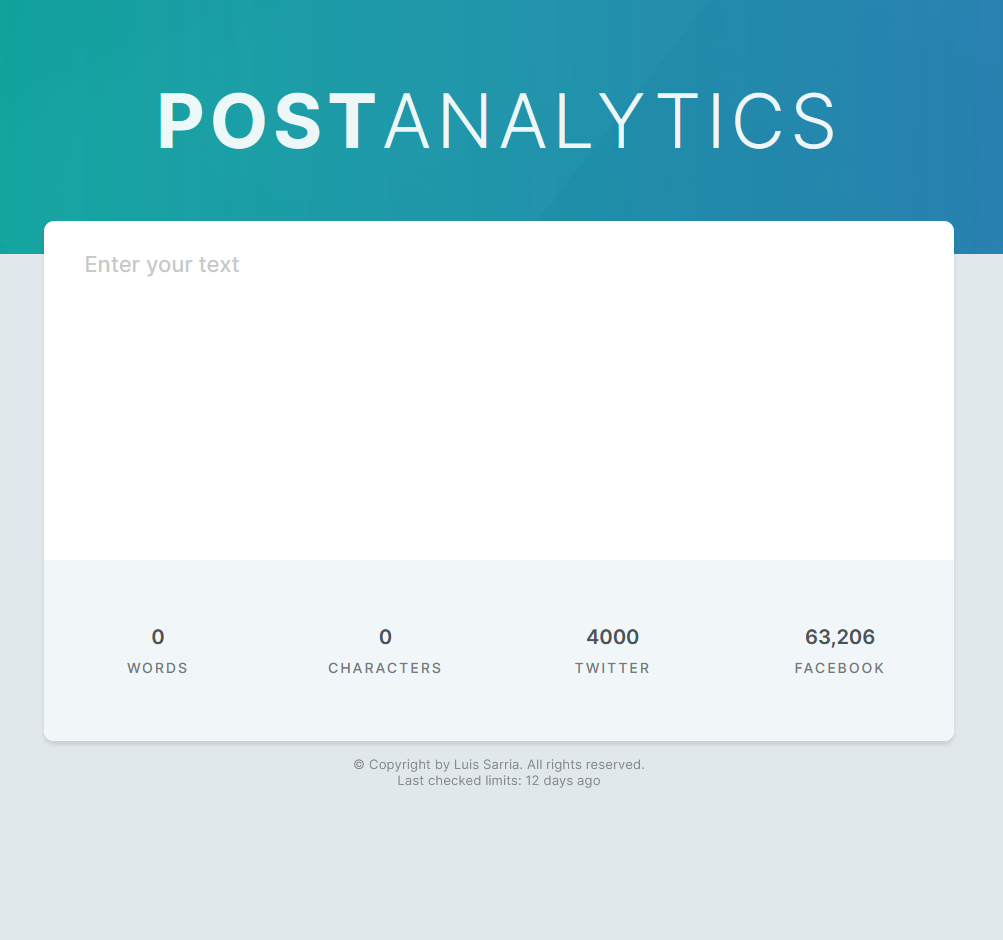 POSTANALYTICS
Enter your text
0 0 4000 63,206
WORDS CHARACTERS TWITTER FACEBOOK
© Copyright by Luis Sarria. All rights reserved.
Last checked limits: 12 days ago